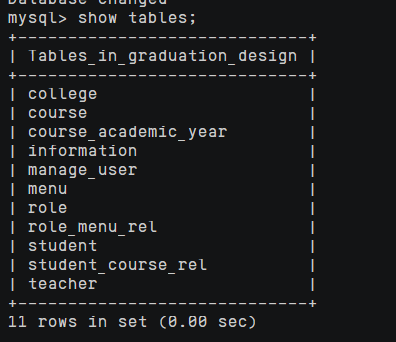 Database changed
mysql> show tables;
+-----------------------------+
| Tables_in_graduation_design |
+-----------------------------+
| college                     |
| course                      |
| course_academic_year        |
| information                 |
| manage_user                 |
| menu                        |
| role                        |
| role_menu_rel               |
| student                     |
| student_course_rel          |
| teacher                     |
+-----------------------------+
11 rows in set (0.00 sec)